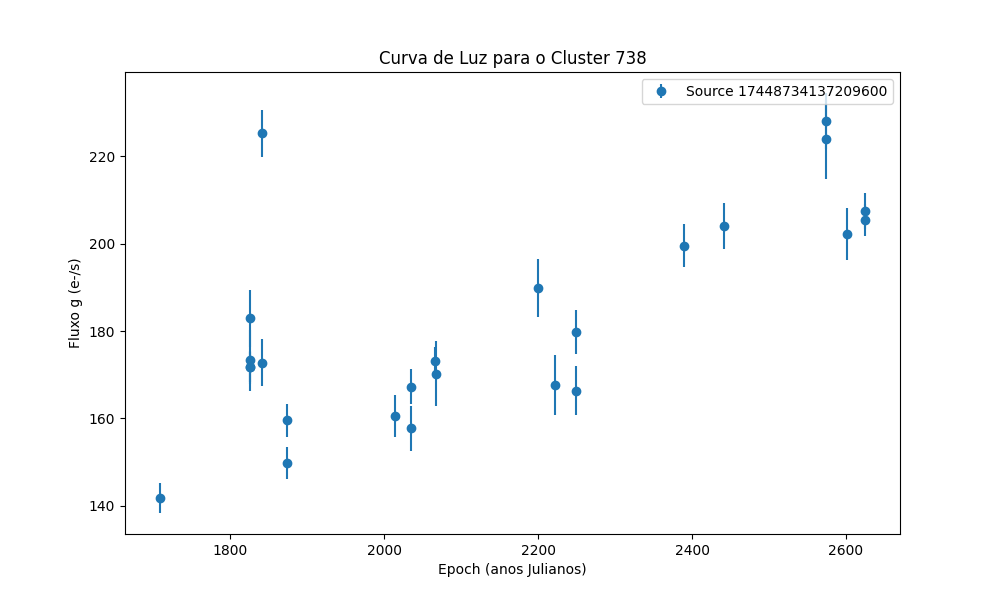 Curva de Luz para o Cluster 738
Source 17448734137209600
Fluxo g (e-/s)
220
200
180
160
140
1800 2000 2200 2400 2600
Epoch (anos Julianos)